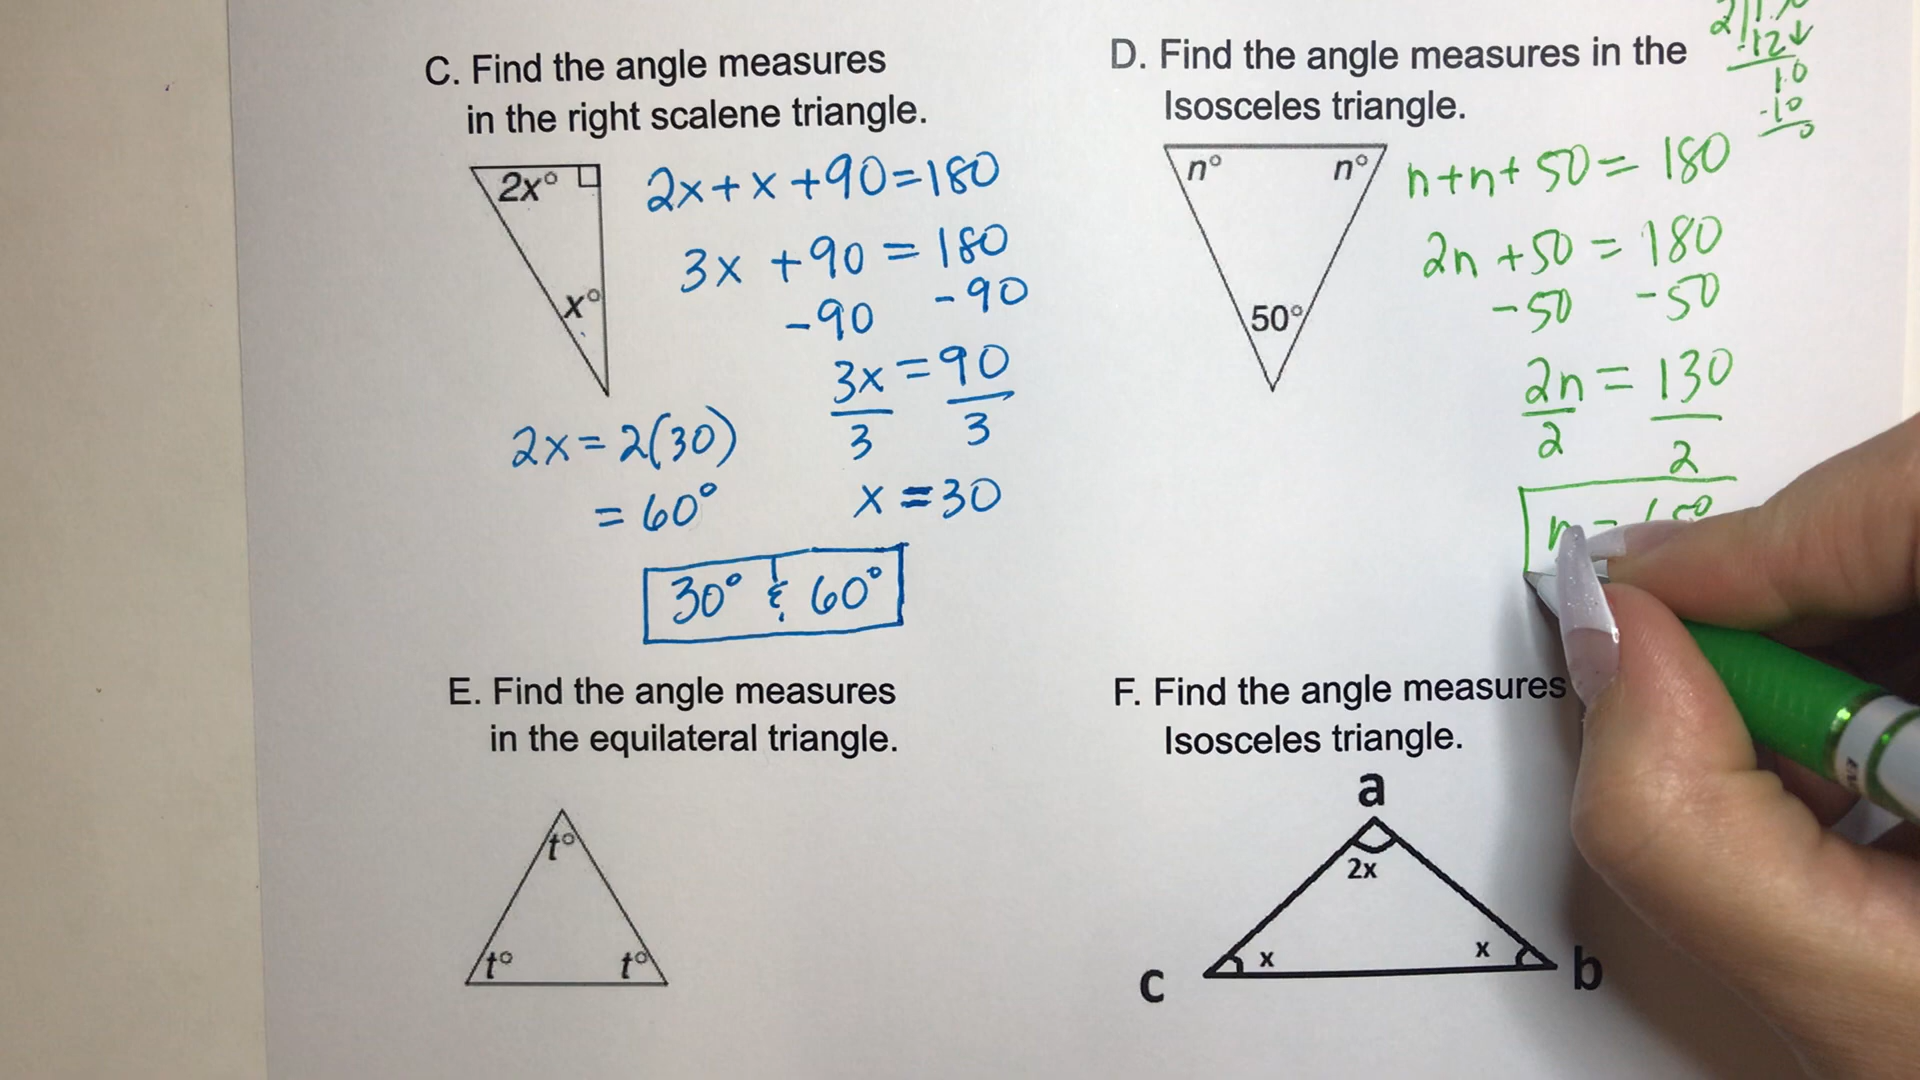 C. Find the angle measures
in the right scalene triangle.
2x°
x°
2x+x+90=180
3x +90 = 180
-90 -90
3x = 90
3 3
x = 30
2x = 2(30)
= 60°
30° & 60°
D. Find the angle measures in the
Isosceles triangle.
-12↓
10
-10
0
n° n°
50°
n+n+50 = 180
2n +50 = 180
-50 -50
2n = 130
2 2
n =
E. Find the angle measures
in the equilateral triangle.
t°
t° t°
F. Find the angle measures
Isosceles triangle.
a
2x
x x
c b